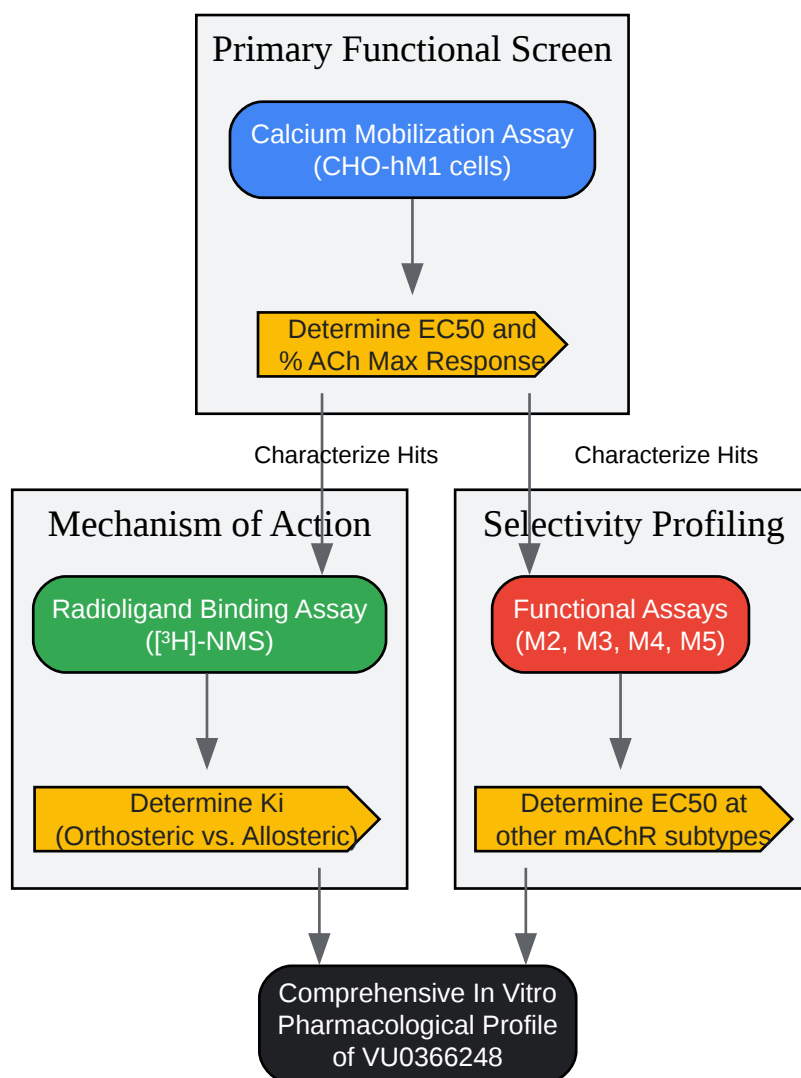 Primary Functional Screen
Calcium Mobilization Assay
(CHO-hM1 cells)
Determine EC50 and
% ACh Max Response
Characterize Hits
Characterize Hits
Mechanism of Action
Radioligand Binding Assay
([³H]-NMS)
Determine Ki
(Orthosteric vs. Allosteric)
Selectivity Profiling
Functional Assays
(M2, M3, M4, M5)
Determine EC50 at
other mAChR subtypes
Comprehensive In Vitro
Pharmacological Profile
of VU0366248